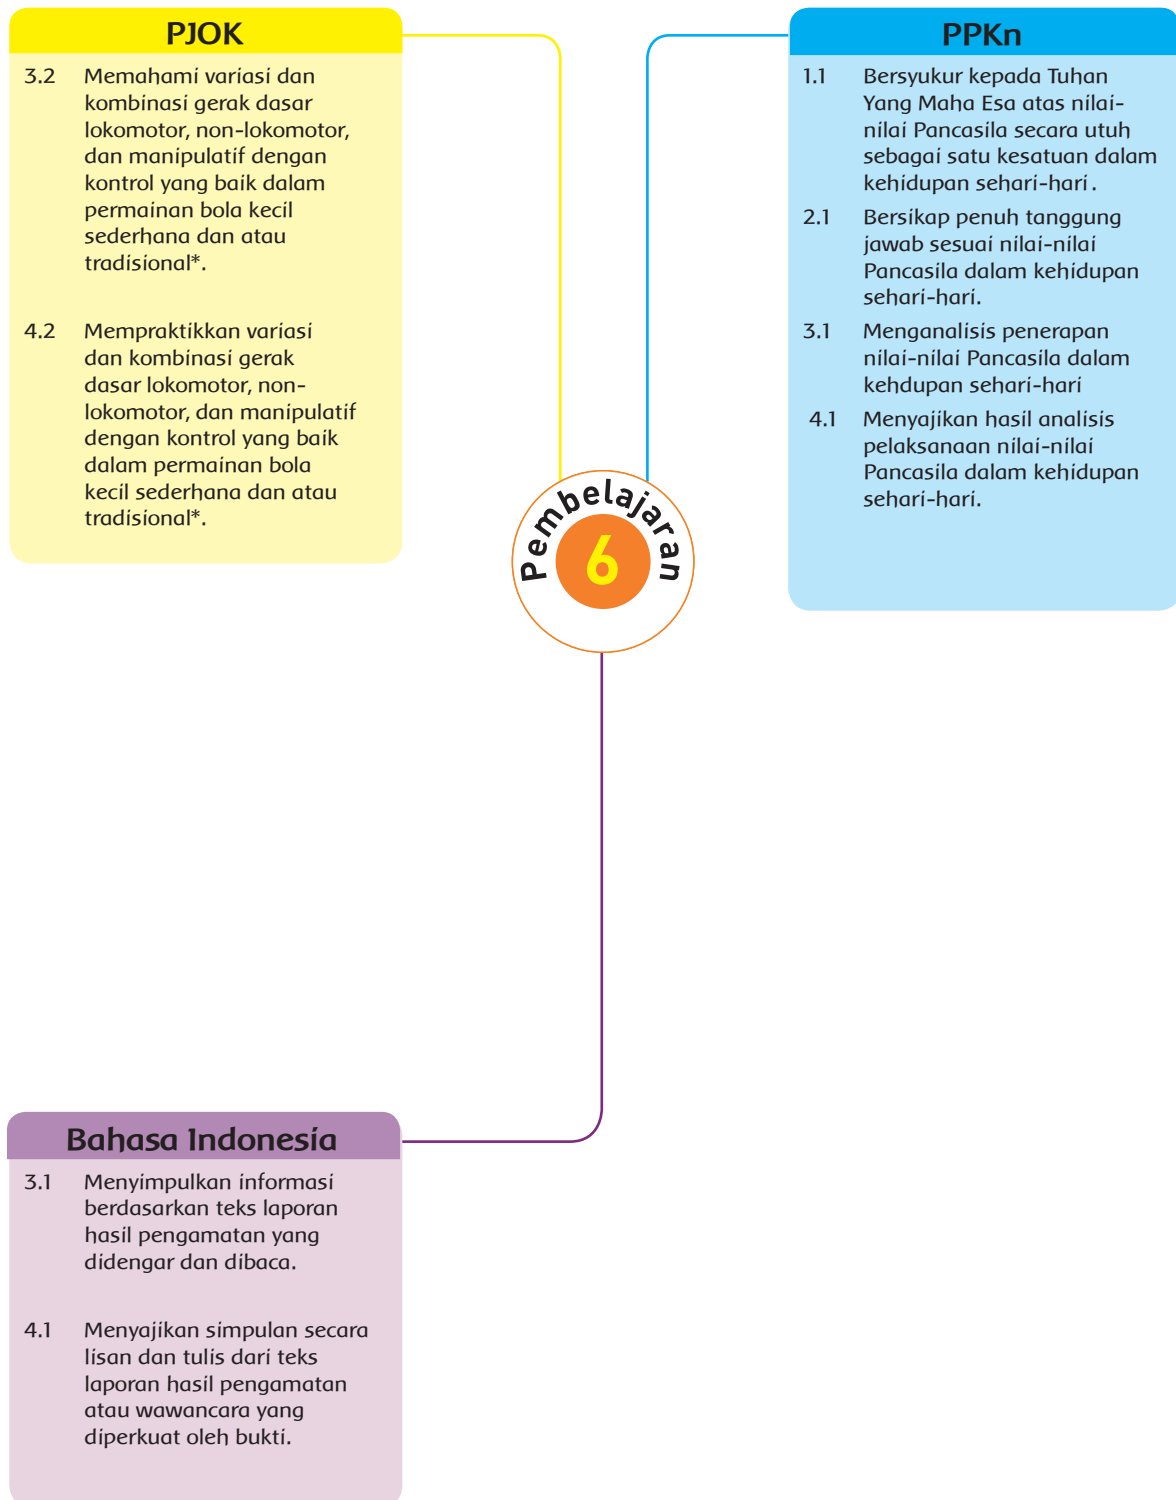 PJOK
3.2 Memahami variasi dan
kombinasi gerak dasar
lokomotor, non-lokomotor,
dan manipulatif dengan
kontrol yang baik dalam
permainan bola kecil
sederhana dan atau
tradisional*.
4.2 Mempraktikkan variasi
dan kombinasi gerak
dasar lokomotor, non-
lokomotor, dan manipulatif
dengan kontrol yang baik
dalam permainan bola
kecil sederhana dan atau
tradisional*.
PPKn
1.1 Bersyukur kepada Tuhan
Yang Maha Esa atas nilai-
nilai Pancasila secara utuh
sebagai satu kesatuan dalam
kehidupan sehari-hari.
2.1 Bersikap penuh tanggung
jawab sesuai nilai-nilai
Pancasila dalam kehidupan
sehari-hari.
3.1 Menganalisis penerapan
nilai-nilai Pancasila dalam
kehdupan sehari-hari
4.1 Menyajikan hasil analisis
pelaksanaan nilai-nilai
Pancasila dalam kehidupan
sehari-hari.
Pembelajaran
6
Bahasa Indonesia
3.1 Menyimpulkan informasi
berdasarkan teks laporan
hasil pengamatan yang
didengar dan dibaca.
4.1 Menyajikan simpulan secara
lisan dan tulis dari teks
laporan hasil pengamatan
atau wawancara yang
diperkuat oleh bukti.